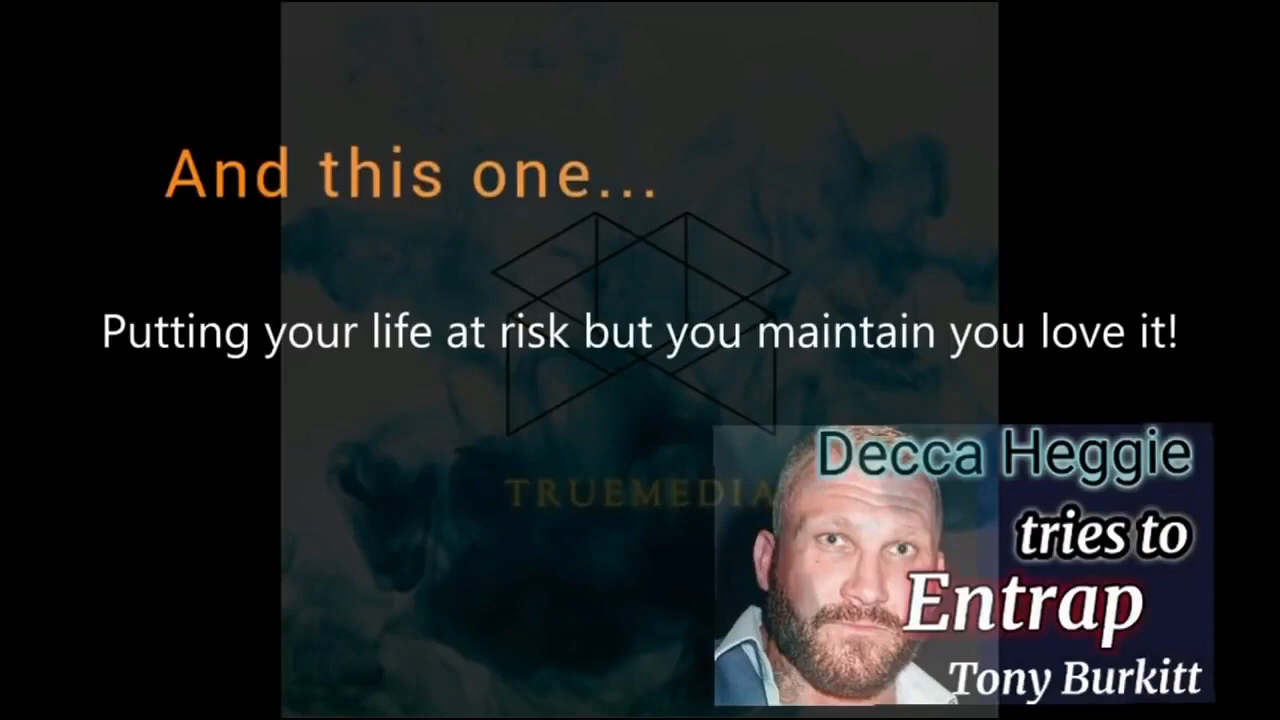 And this one...
Putting your life at risk but you maintain you love it!
TRUEMEDIA
Decca Heggie
tries to
Entrap
Tony Burkitt